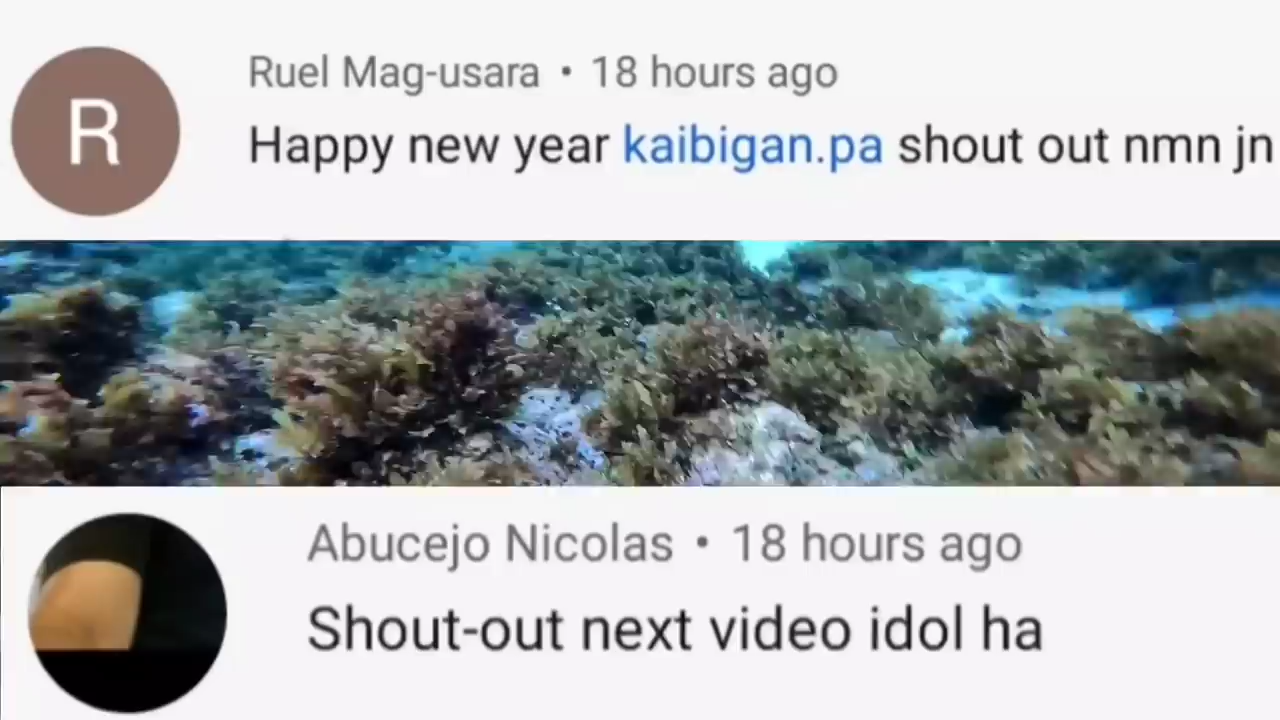 R
Ruel Mag-usara • 18 hours ago
Happy new year kaibigan.pa shout out nmn jn
Abucejo Nicolas • 18 hours ago
Shout-out next video idol ha